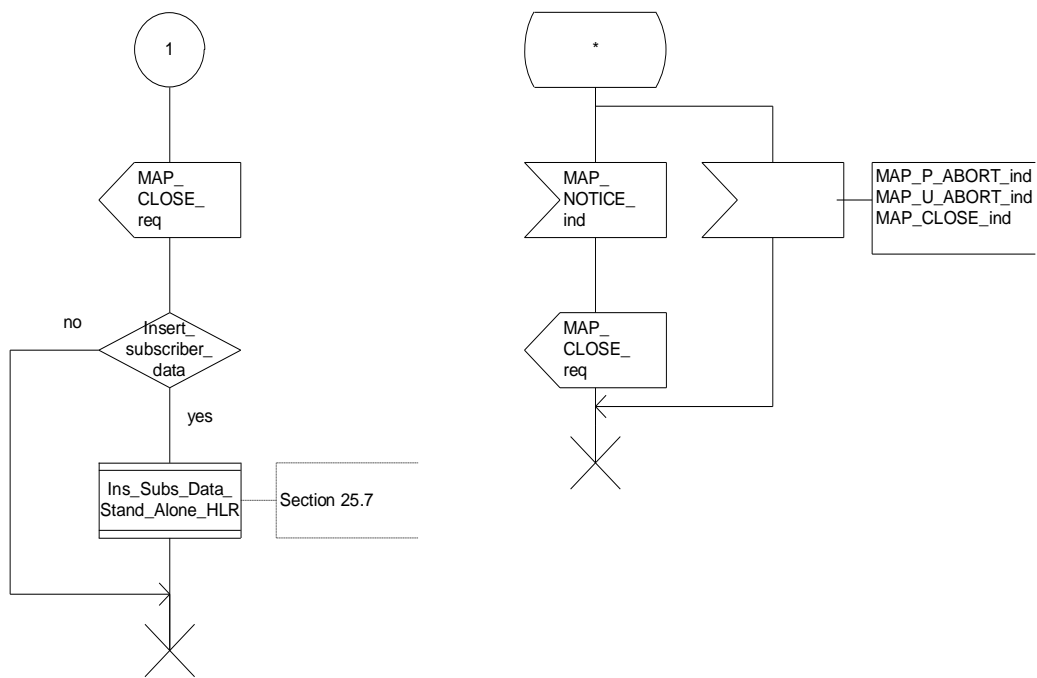 1
MAP_
CLOSE_
req
no
Insert_
subscriber_
data
yes
Ins_Subs_Data_
Stand_Alone_HLR
Section 25.7
*
MAP_
NOTICE_
ind
MAP_P_ABORT_ind
MAP_U_ABORT_ind
MAP_CLOSE_ind
MAP_
CLOSE_
req